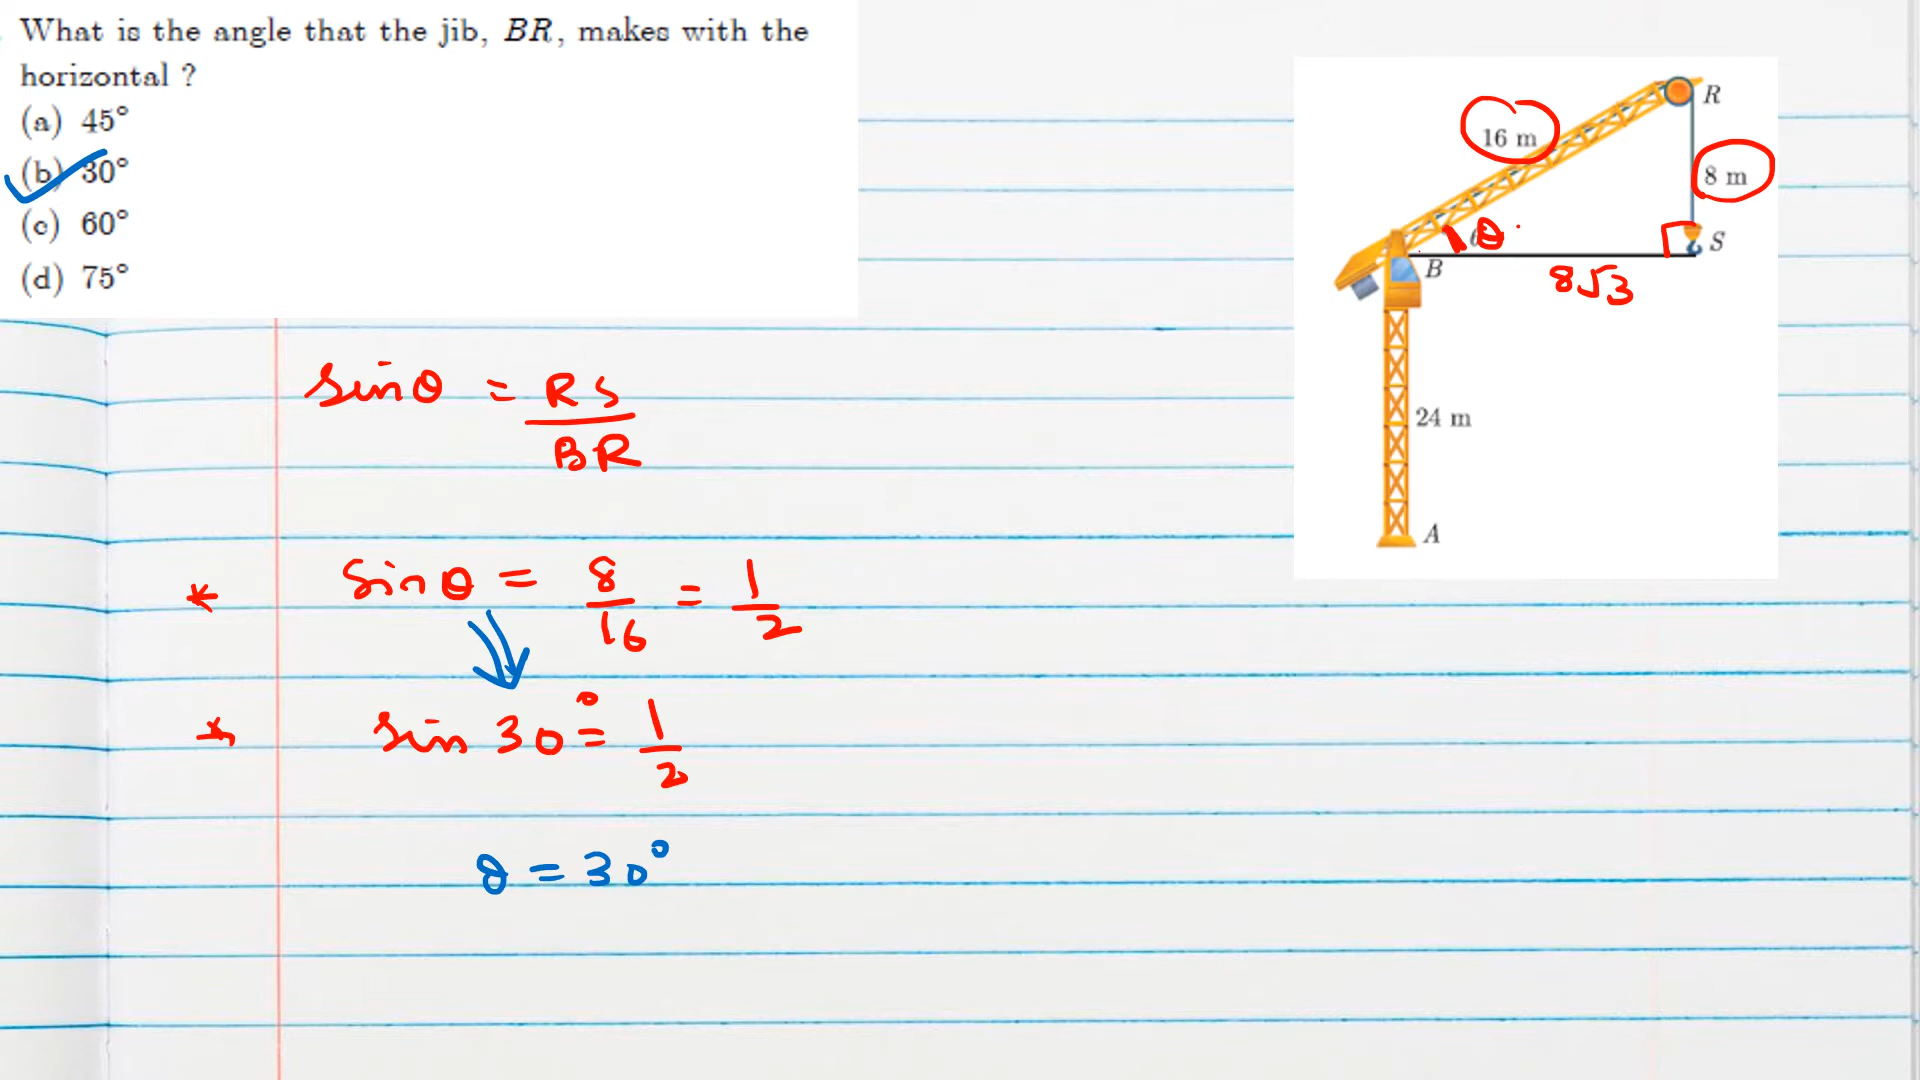 What is the angle that the jib, BR, makes with the
horizontal ?
(a) 45°
(b) 30°
(c) 60°
(d) 75°
R
16 m
8 m
θ
S
B
8√3
24 m
A
sinθ = RS/BR
* sinθ = 8/16 = 1/2
* sin 30° = 1/2
θ = 30°